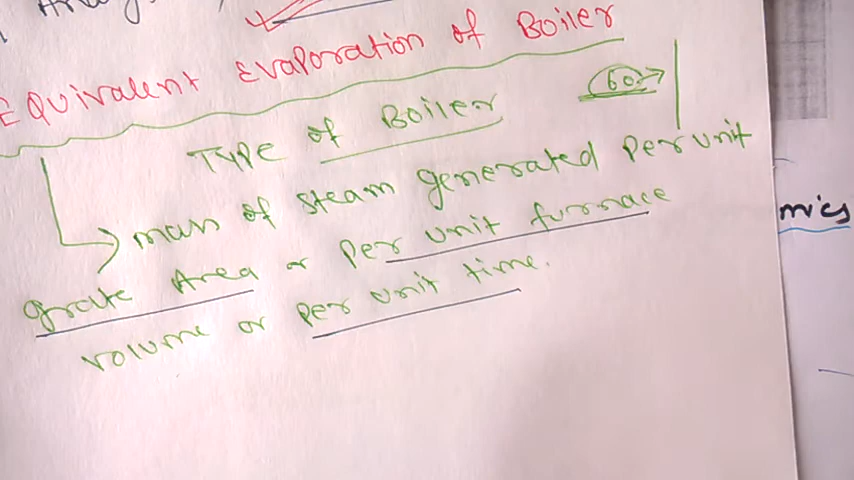 Equivalent Evaporation of Boiler
Type of Boiler
60
mass of steam generated per unit
grate Area or per unit furnace
volume or per unit time.
mics